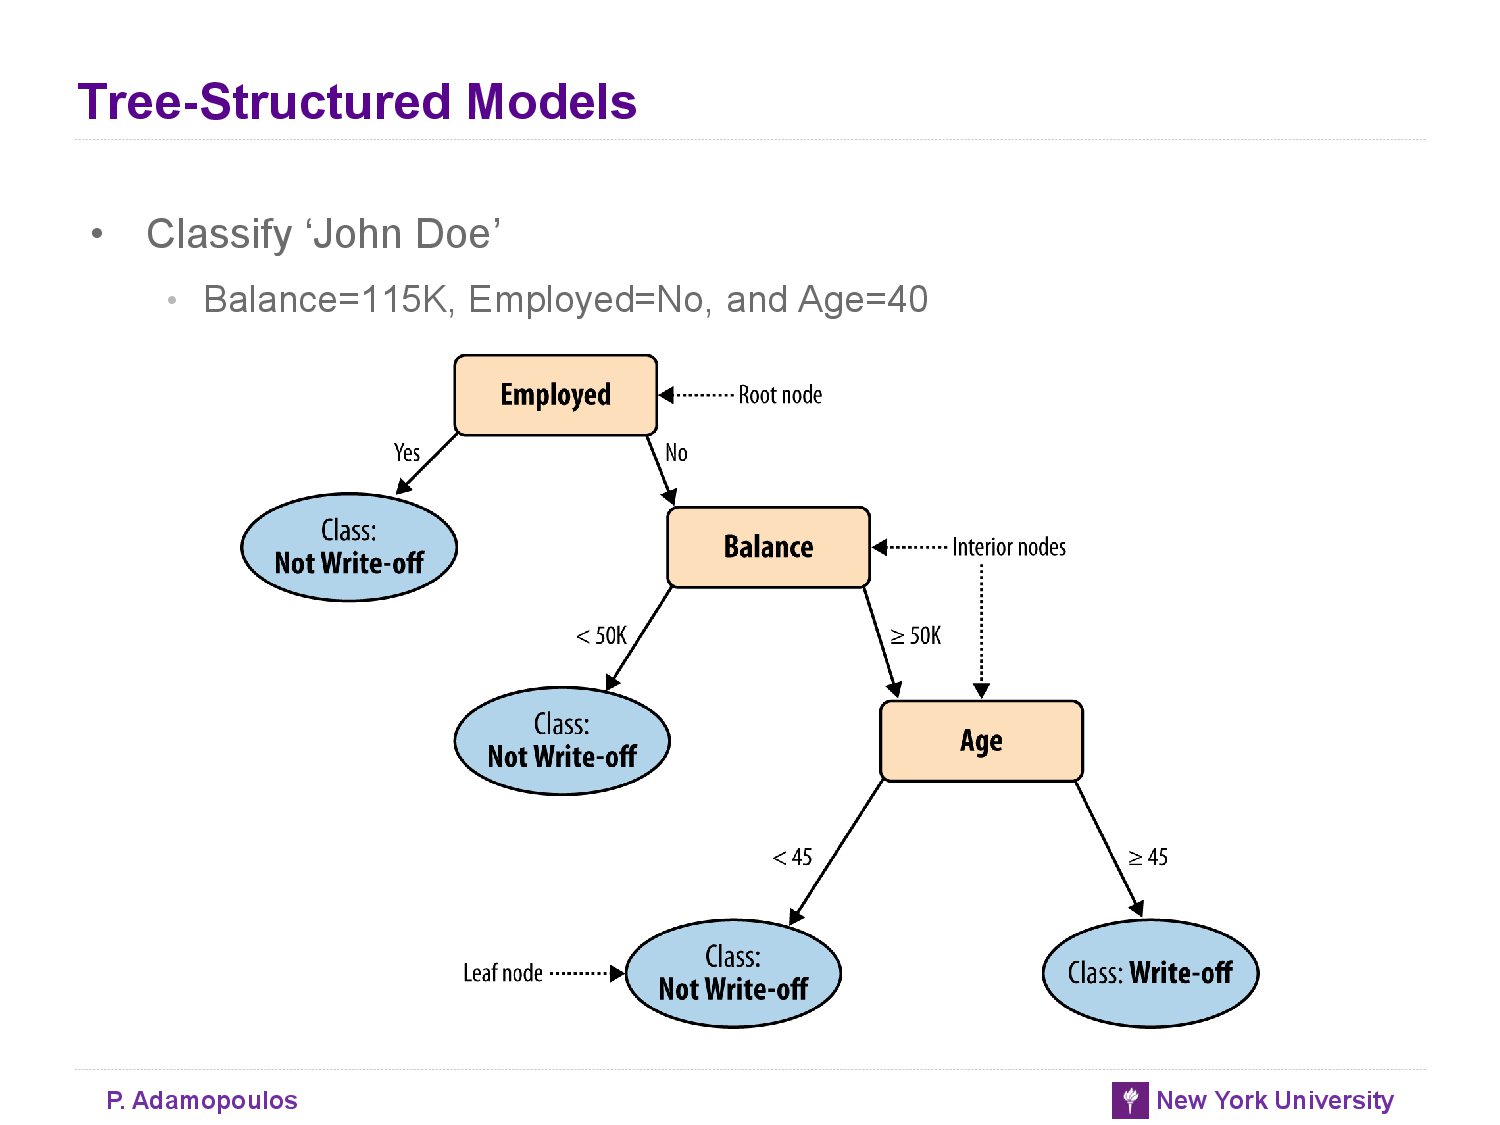 Tree-Structured Models
• Classify ‘John Doe’
• Balance=115K, Employed=No, and Age=40
Employed
Root node
Yes
No
Class:
Not Write-off
Balance
Interior nodes
< 50K
≥ 50K
Class:
Not Write-off
Age
< 45
≥ 45
Leaf node
Class:
Not Write-off
Class: Write-off
P. Adamopoulos
New York University